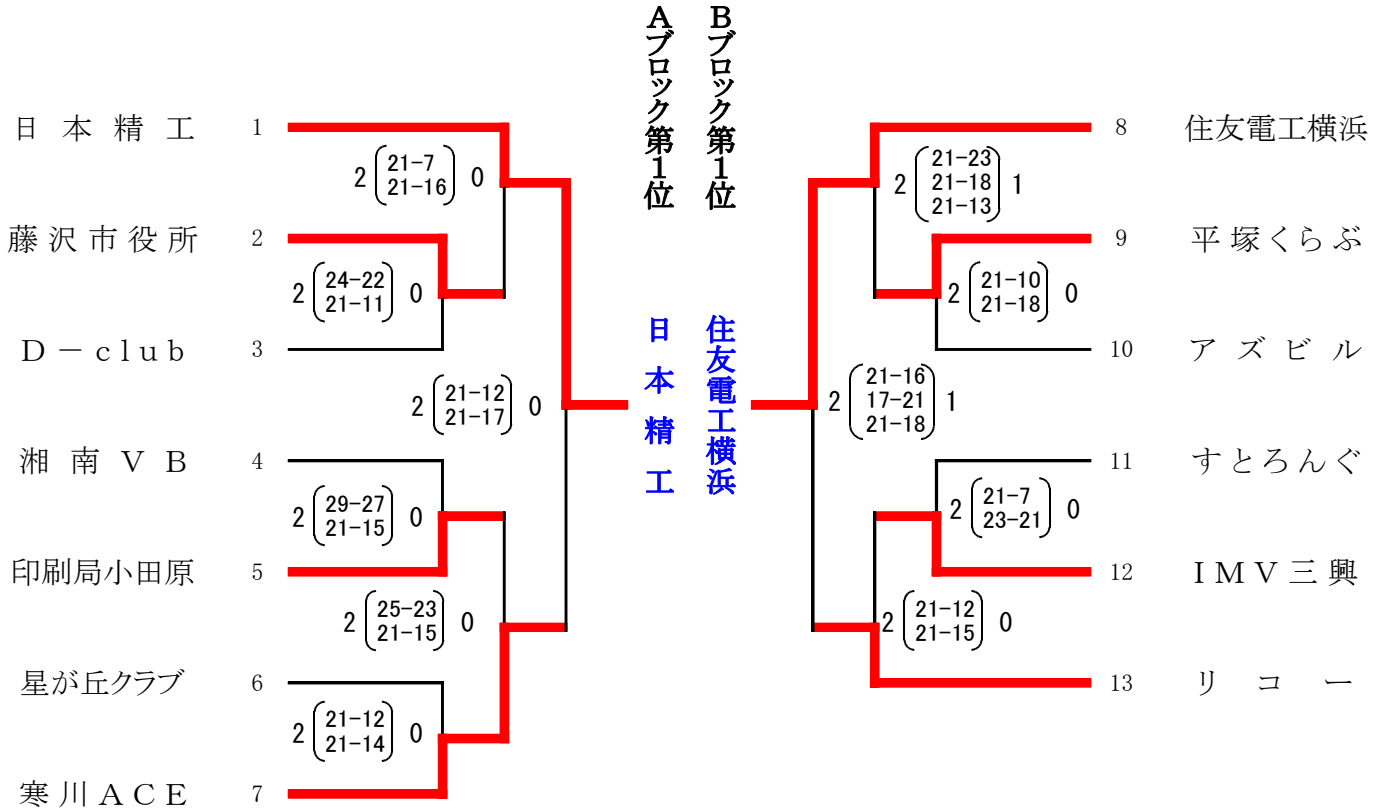 Aブロック第1位
Bブロック第1位
日本精工 1
2 (21-7 21-16) 0
藤沢市役所 2
2 (24-22 21-11) 0
D－club 3
2 (21-12 21-17) 0
湘南VB 4
2 (29-27 21-15) 0
印刷局小田原 5
2 (25-23 21-15) 0
星が丘クラブ 6
2 (21-12 21-14) 0
寒川ACE 7
日本精工
住友電工横浜
8 住友電工横浜
2 (21-23 21-18 21-13) 1
9 平塚くらぶ
2 (21-10 21-18) 0
10 アズビル
2 (21-16 17-21 21-18) 1
11 すとろんぐ
2 (21-7 23-21) 0
12 IMV三興
2 (21-12 21-15) 0
13 リコー